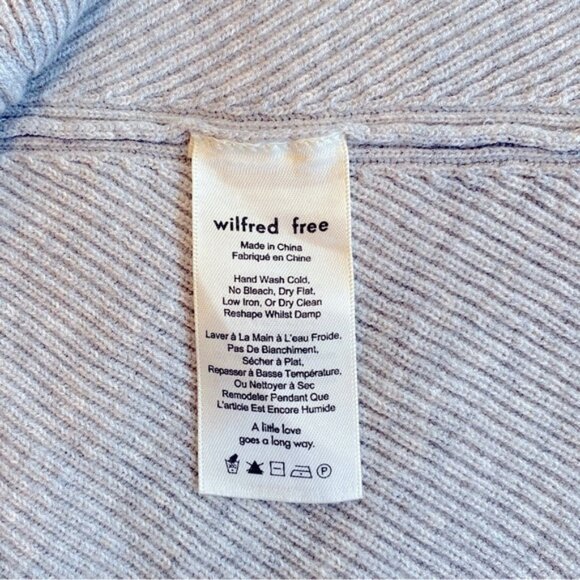 wilfred free
Made in China
Fabriqué en Chine
Hand Wash Cold,
No Bleach, Dry Flat,
Low Iron, Or Dry Clean
Reshape Whilst Damp
Laver à La Main à L'eau Froide,
Pas De Blanchiment,
Sécher à Plat,
Repasser à Basse Température,
Ou Nettoyer à Sec
Remodeler Pendant Que
L'article Est Encore Humide
A little love
goes a long way.
P